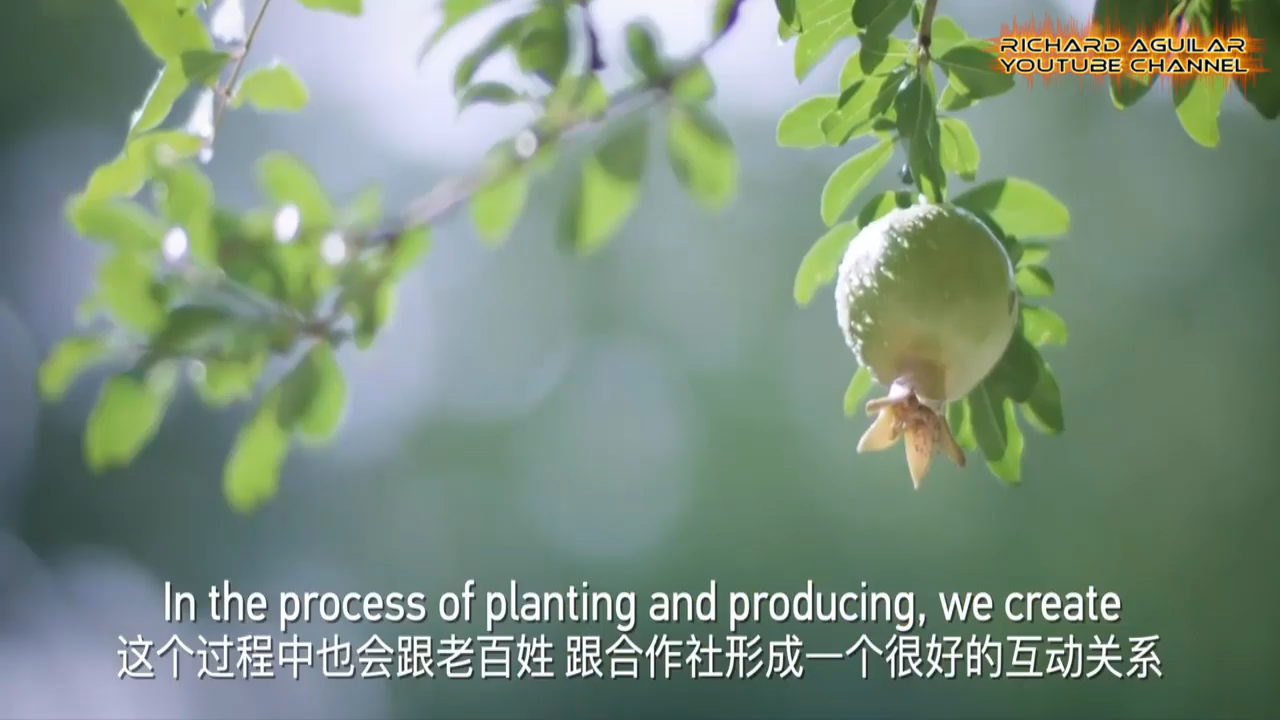 RICHARD AGUILAR
YOUTUBE CHANNEL
In the process of planting and producing, we create
这个过程中也会跟老百姓 跟合作社形成一个很好的互动关系